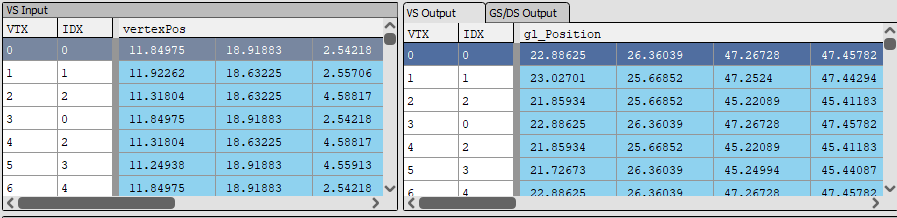 VS Input
VTX IDX vertexPos
0 0 11.84975 18.91883 2.54218
1 1 11.92262 18.63225 2.55706
2 2 11.31804 18.63225 4.58817
3 0 11.84975 18.91883 2.54218
4 2 11.31804 18.63225 4.58817
5 3 11.24938 18.91883 4.55913
6 4 11.84975 18.91883 2.54218
VS Output GS/DS Output
VTX IDX gl_Position
0 0 22.88625 26.36039 47.26728 47.45782
1 1 23.02701 25.66852 47.2524 47.44294
2 2 21.85934 25.66852 45.22089 45.41183
3 0 22.88625 26.36039 47.26728 47.45782
4 2 21.85934 25.66852 45.22089 45.41183
5 3 21.72673 26.36039 45.24994 45.44087
6 4 22.88625 26.36039 47.26728 47.45782